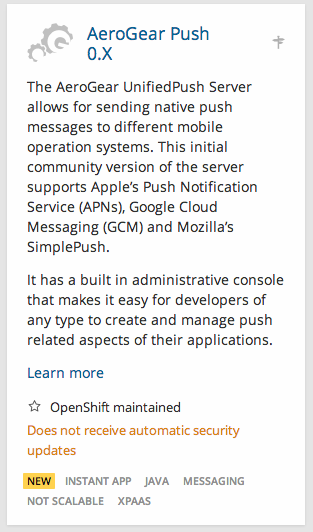 AeroGear Push
0.X
The AeroGear UnifiedPush Server
allows for sending native push
messages to different mobile
operation systems. This initial
community version of the server
supports Apple’s Push Notification
Service (APNs), Google Cloud
Messaging (GCM) and Mozilla’s
SimplePush.
It has a built in administrative console
that makes it easy for developers of
any type to create and manage push
related aspects of their applications.
Learn more
OpenShift maintained
Does not receive automatic security
updates
NEW INSTANT APP JAVA MESSAGING
NOT SCALABLE XPAAS